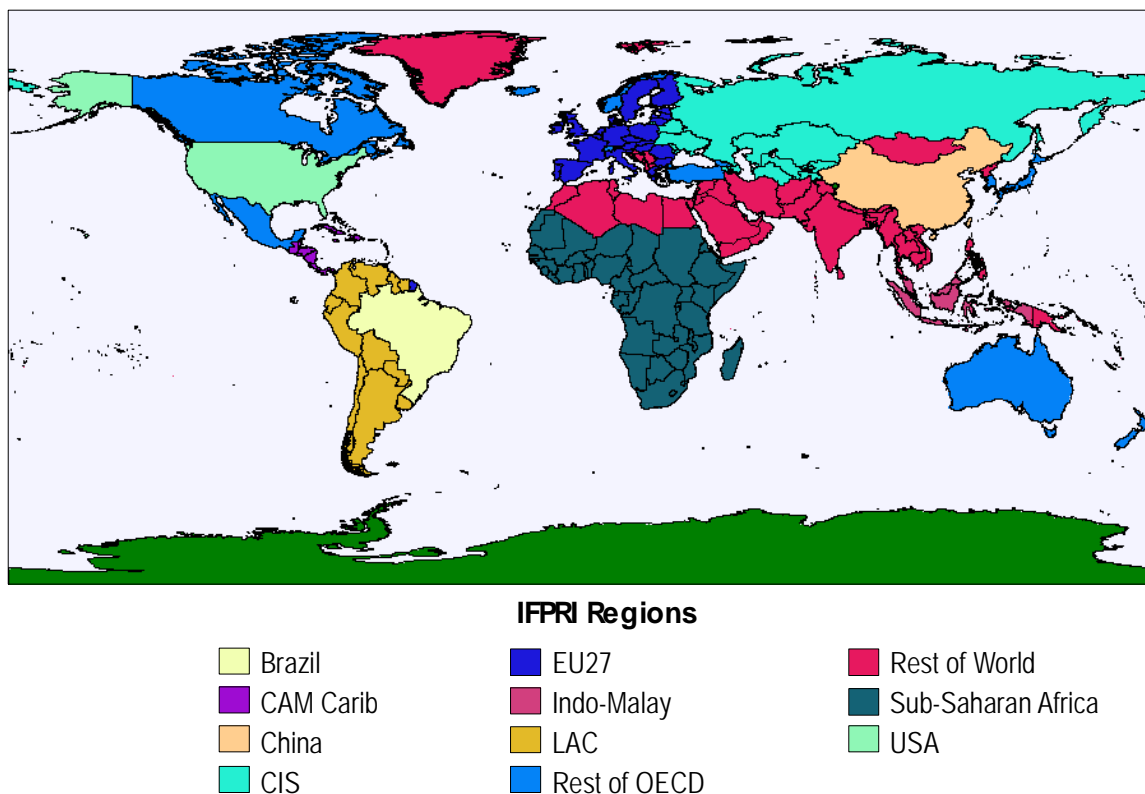 IFPRI Regions
Brazil
CAM Carib
China
CIS
EU27
Indo-Malay
LAC
Rest of OECD
Rest of World
Sub-Saharan Africa
USA